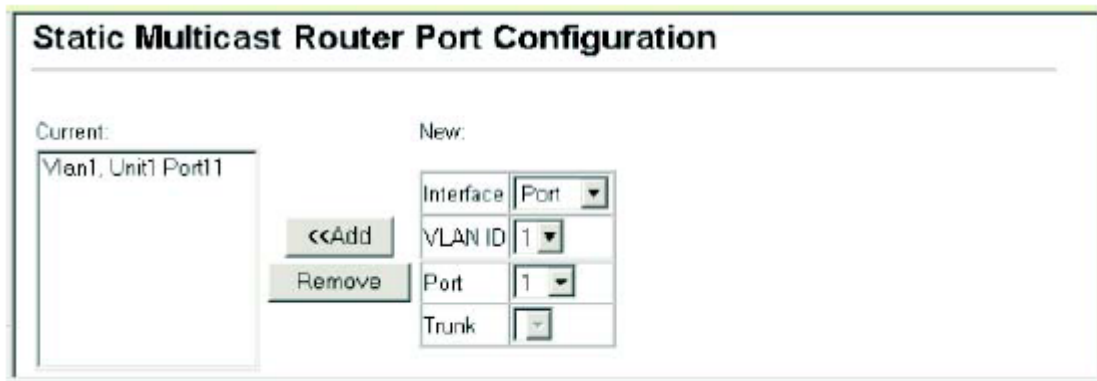 Static Multicast Router Port Configuration
Current:
New:
Vlan1, Unit1 Port11
Interface Port
<<Add
VLAN ID 1
Remove
Port 1
Trunk